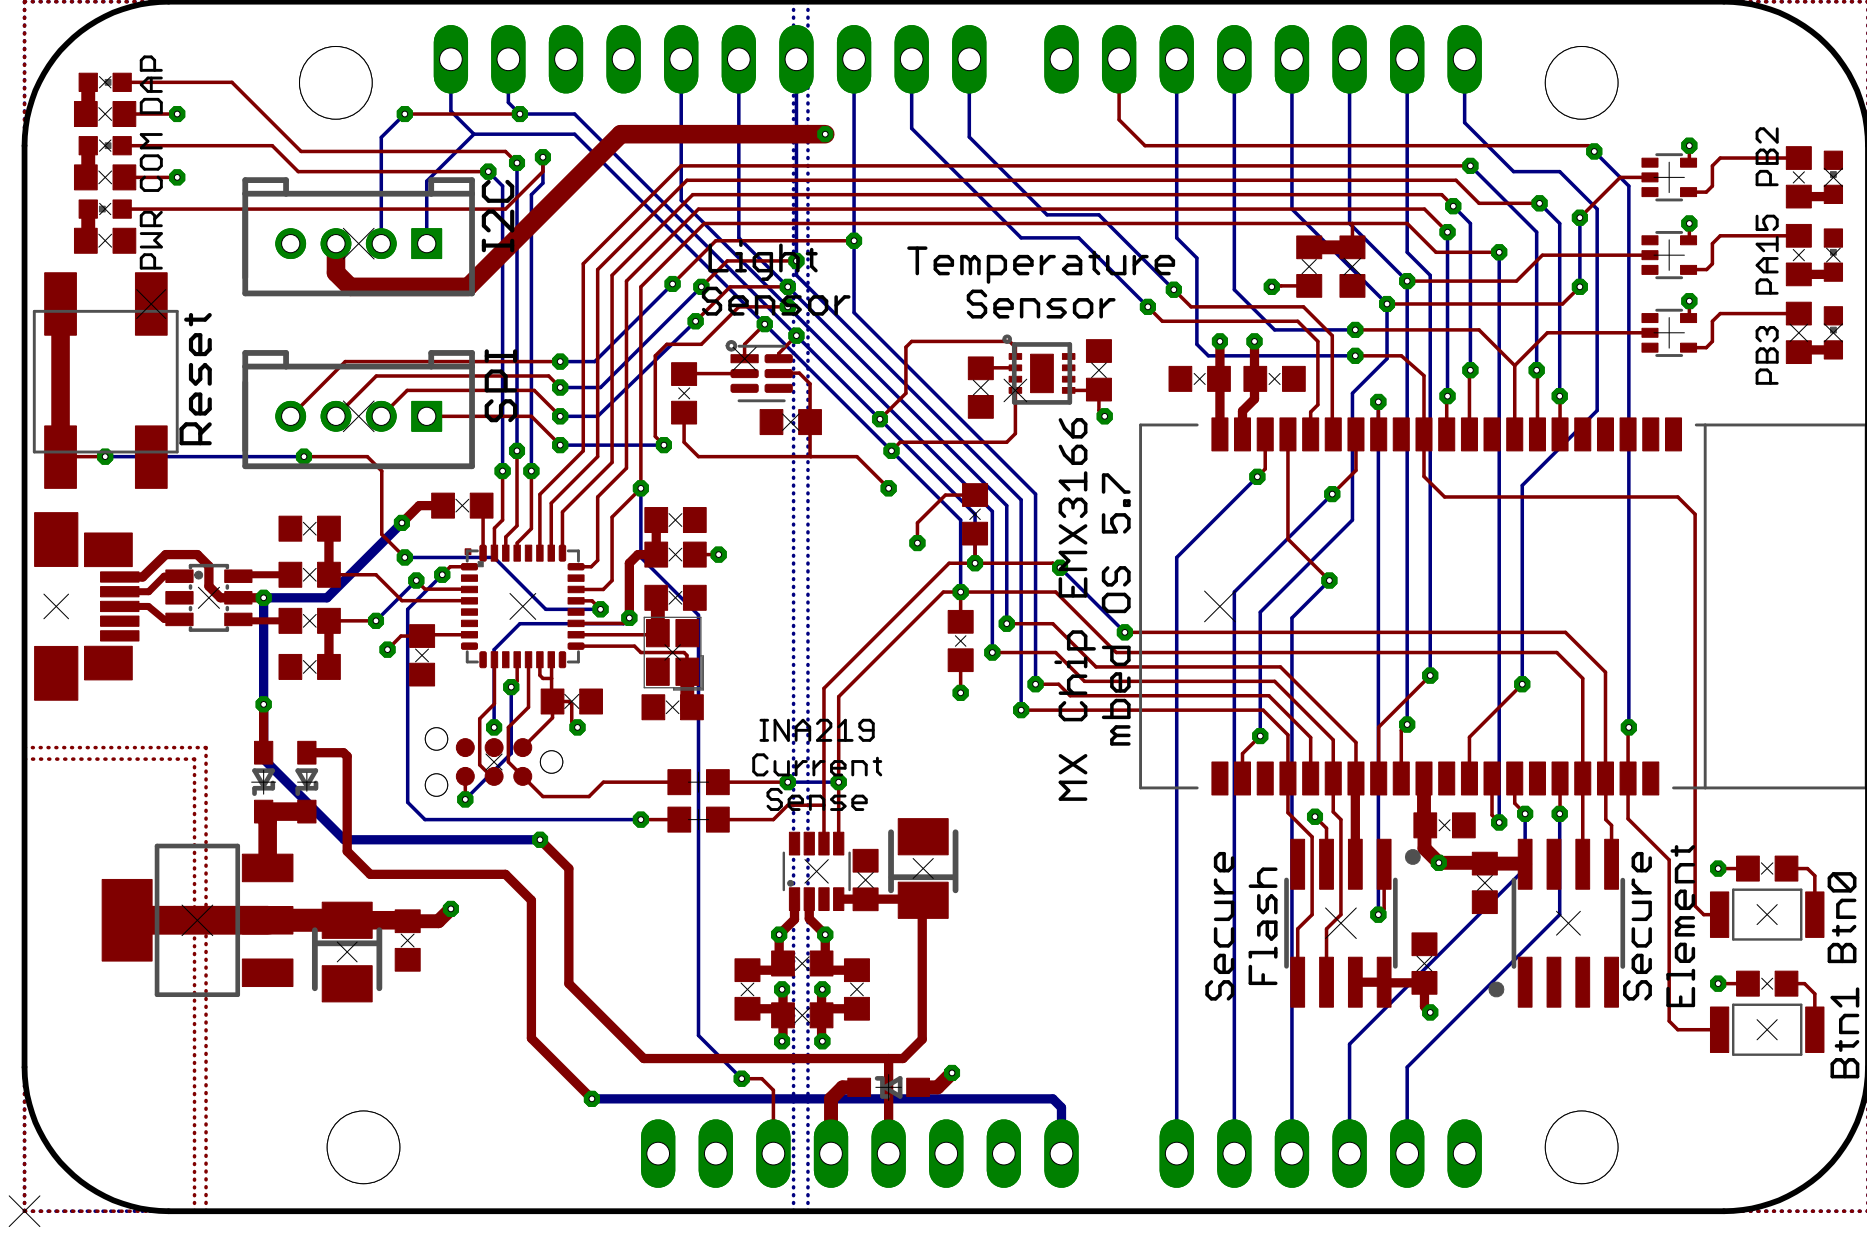 DAP
COM
PWR
I2C
Reset
SPI
Light
Sensor
Temperature
Sensor
PB2
PA15
PB3
MX Chip EMX3166
mbed OS 5.7
INA219
Current
Sense
Secure
Flash
Secure
Element
Btn0
Btn1